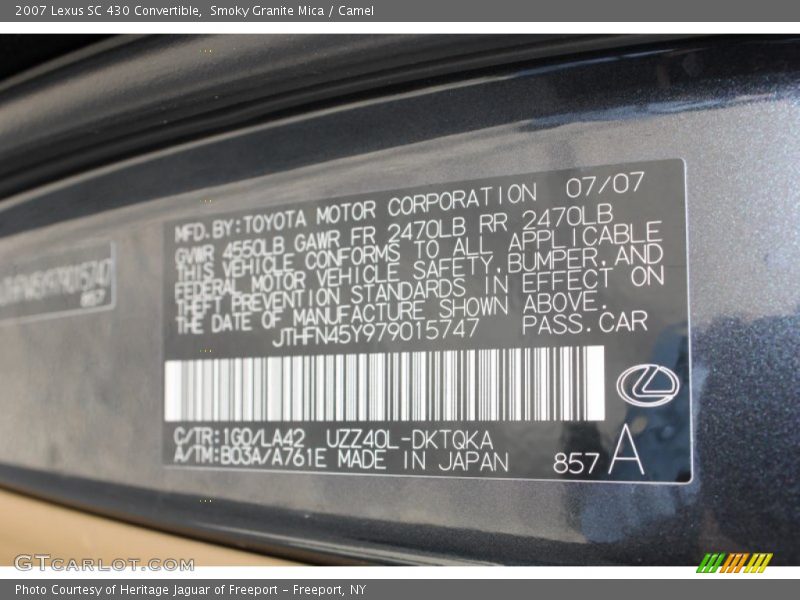 2007 Lexus SC 430 Convertible,  Smoky Granite Mica / Camel
MFD. BY: TOYOTA MOTOR CORPORATION 07/07
GVWR 4550LB GAWR FR 2470LB RR 2470LB
THIS VEHICLE CONFORMS TO ALL APPLICABLE
FEDERAL MOTOR VEHICLE SAFETY, BUMPER, AND
THEFT PREVENTION STANDARDS IN EFFECT ON
THE DATE OF MANUFACTURE SHOWN ABOVE.
JTHFN45Y979015747 PASS. CAR
C/TR: 1G0/LA42 UZZ40L-DKTQKA
A/TM: B03A/A761E MADE IN JAPAN 857 A
857
GTCARLOT.COM
Photo Courtesy of Heritage Jaguar of Freeport - Freeport, NY